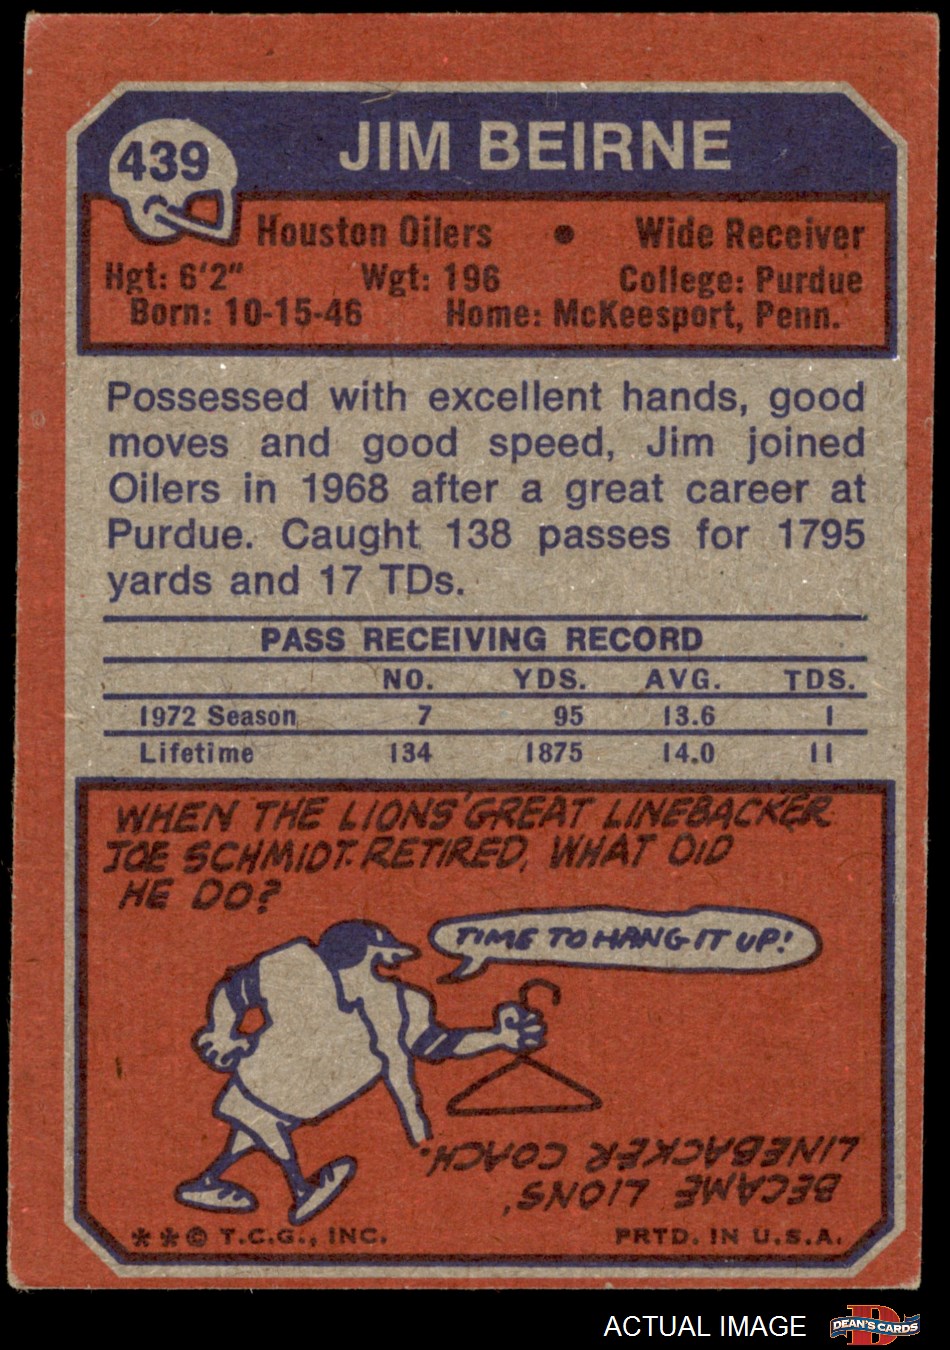 439
JIM BEIRNE
Houston Oilers • Wide Receiver
Hgt: 6'2" Wgt: 196 College: Purdue
Born: 10-15-46 Home: McKeesport, Penn.
Possessed with excellent hands, good
moves and good speed, Jim joined
Oilers in 1968 after a great career at
Purdue. Caught 138 passes for 1795
yards and 17 TDs.
PASS RECEIVING RECORD
NO. YDS. AVG. TDS.
1972 Season 7 95 13.6 1
Lifetime 134 1875 14.0 11
WHEN THE LIONS' GREAT LINEBACKER
JOE SCHMIDT RETIRED, WHAT DID
HE DO?
TIME TO HANG IT UP!
BECAME LIONS'
LINEBACKER COACH.
**© T.C.G., INC. PRTD. IN U.S.A.
ACTUAL IMAGE
DEAN'S CARDS